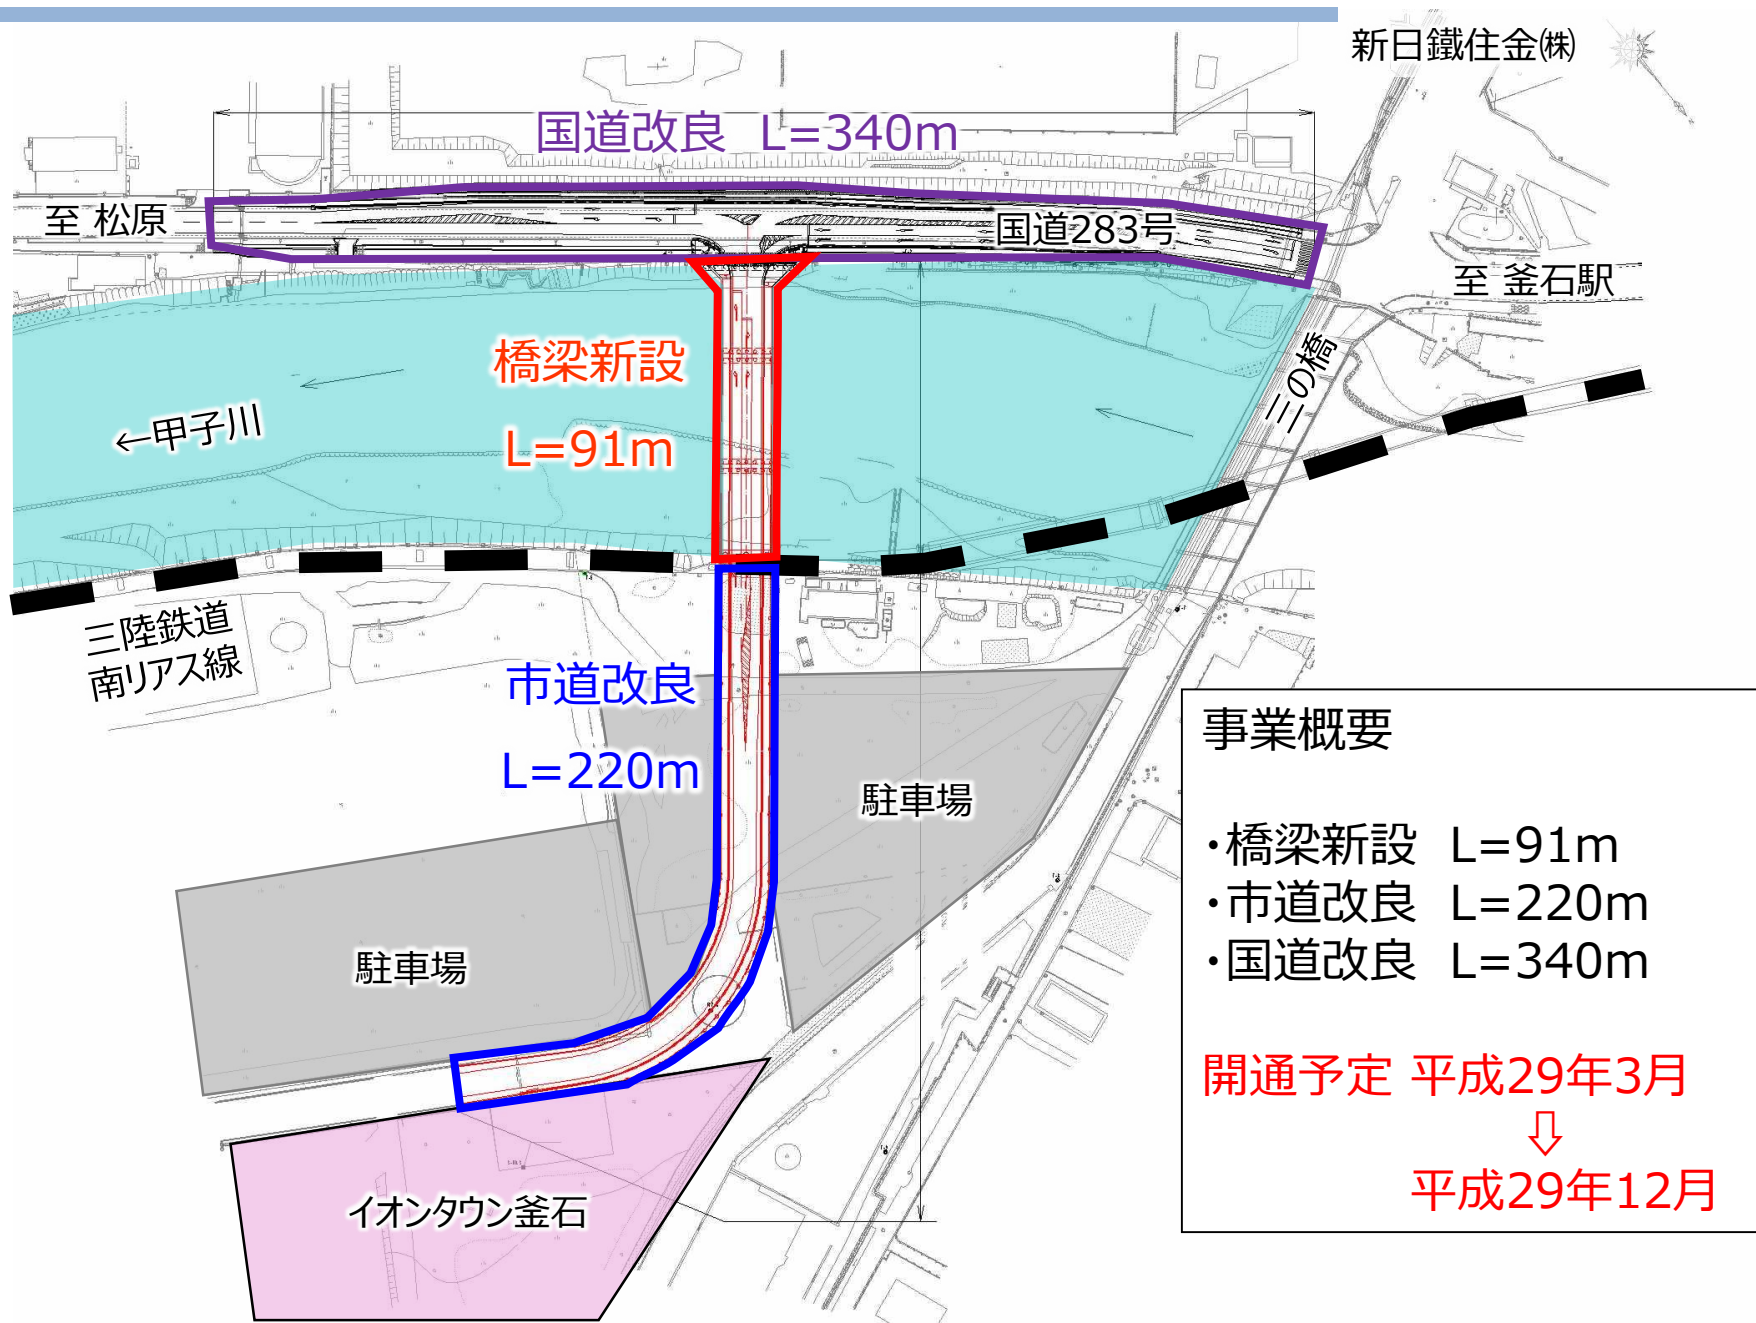 新日鐵住金㈱
国道改良 L=340m
至 松原
国道283号
至 釜石駅
橋梁新設
L=91m
三の橋
←甲子川
三陸鉄道
南リアス線
市道改良
L=220m
駐車場
駐車場
イオンタウン釜石
事業概要
・橋梁新設 L=91m
・市道改良 L=220m
・国道改良 L=340m
開通予定 平成29年3月
⇩
平成29年12月